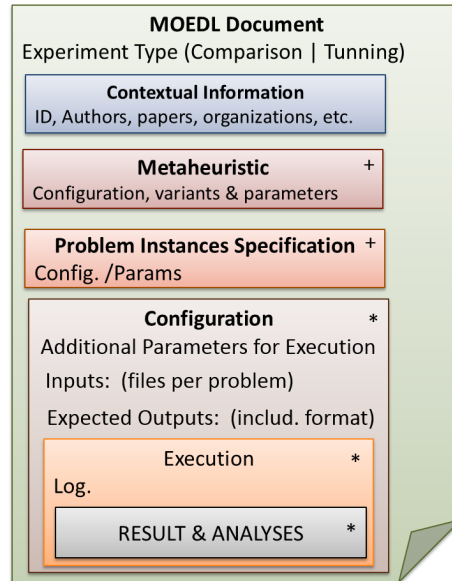 MOEDL Document
Experiment Type (Comparison | Tunning)
Contextual Information
ID, Authors, papers, organizations, etc.
Metaheuristic +
Configuration, variants & parameters
Problem Instances Specification +
Config. /Params
Configuration *
Additional Parameters for Execution
Inputs: (files per problem)
Expected Outputs: (includ. format)
Execution *
Log.
RESULT & ANALYSES *